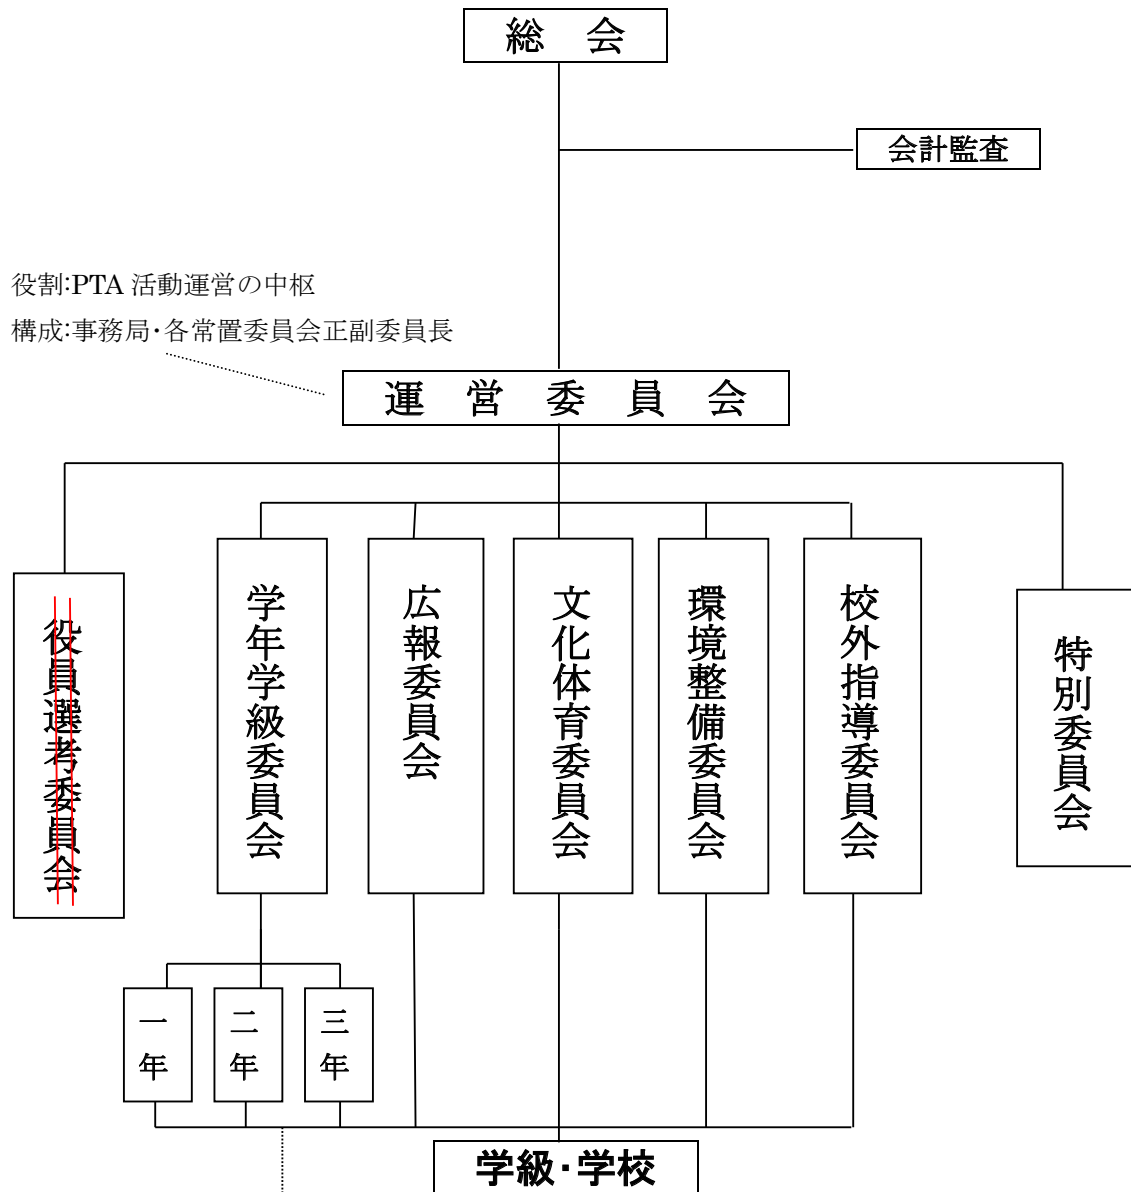 総　会
会計監査
役割:PTA 活動運営の中枢
構成:事務局・各常置委員会正副委員長
運　営　委　員　会
役員選考委員会
学年学級委員会
広報委員会
文化体育委員会
環境整備委員会
校外指導委員会
特別委員会
一年
二年
三年
学級・学校